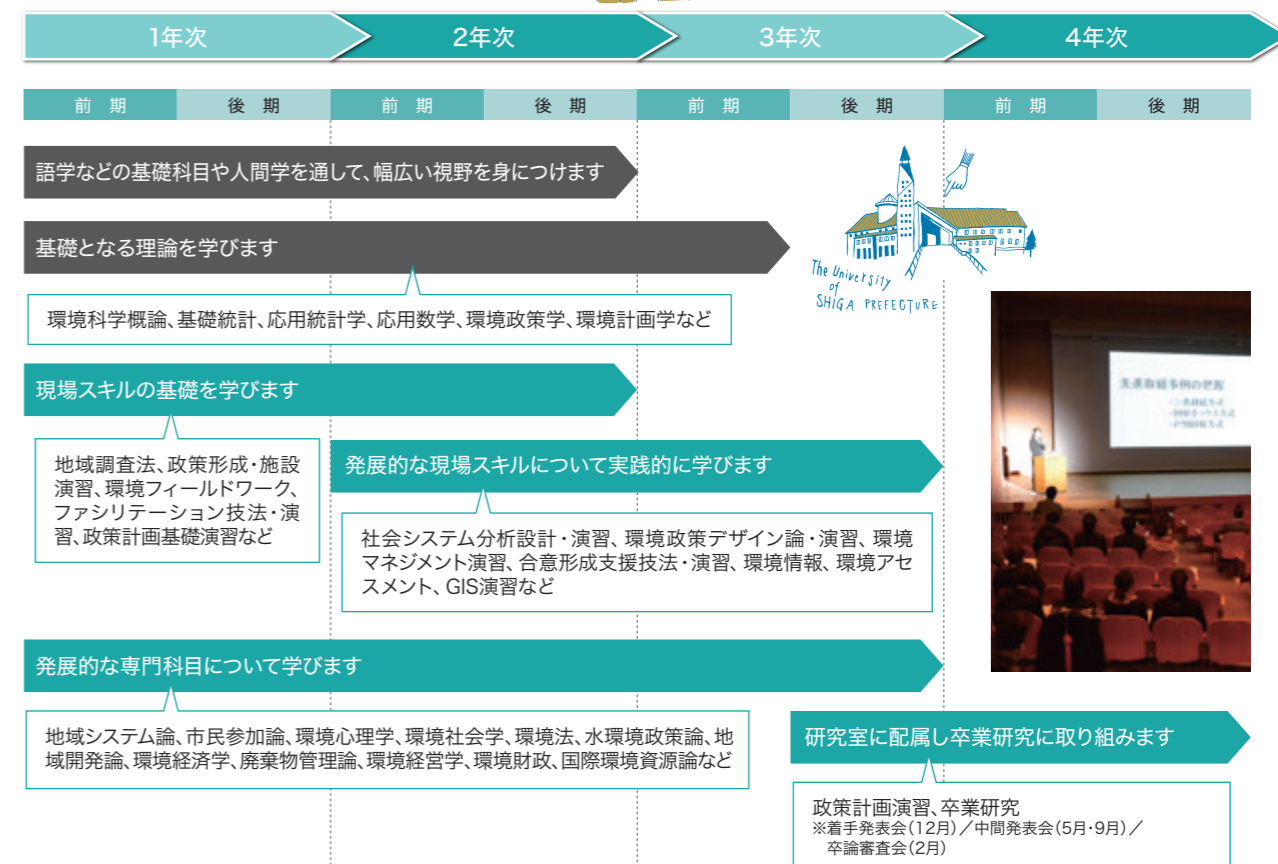 1年次 2年次 3年次 4年次
前 期 後 期 前 期 後 期 前 期 後 期 前 期 後 期
語学などの基礎科目や人間学を通して、幅広い視野を身につけます
基礎となる理論を学びます
環境科学概論、基礎統計、応用統計学、応用数学、環境政策学、環境計画学など
The University
of
SHIGA PREFECTURE
先進取組事例の把握
現場スキルの基礎を学びます
地域調査法、政策形成・施設
演習、環境フィールドワーク、
ファシリテーション技法・演
習、政策計画基礎演習など
発展的な現場スキルについて実践的に学びます
社会システム分析設計・演習、環境政策デザイン論・演習、環境
マネジメント演習、合意形成支援技法・演習、環境情報、環境アセ
スメント、GIS演習など
発展的な専門科目について学びます
地域システム論、市民参加論、環境心理学、環境社会学、環境法、水環境政策論、地
域開発論、環境経済学、廃棄物管理論、環境経営学、環境財政、国際環境資源論など
研究室に配属し卒業研究に取り組みます
政策計画演習、卒業研究
※着手発表会(12月)/中間発表会(5月・9月)/
卒論審査会(2月)